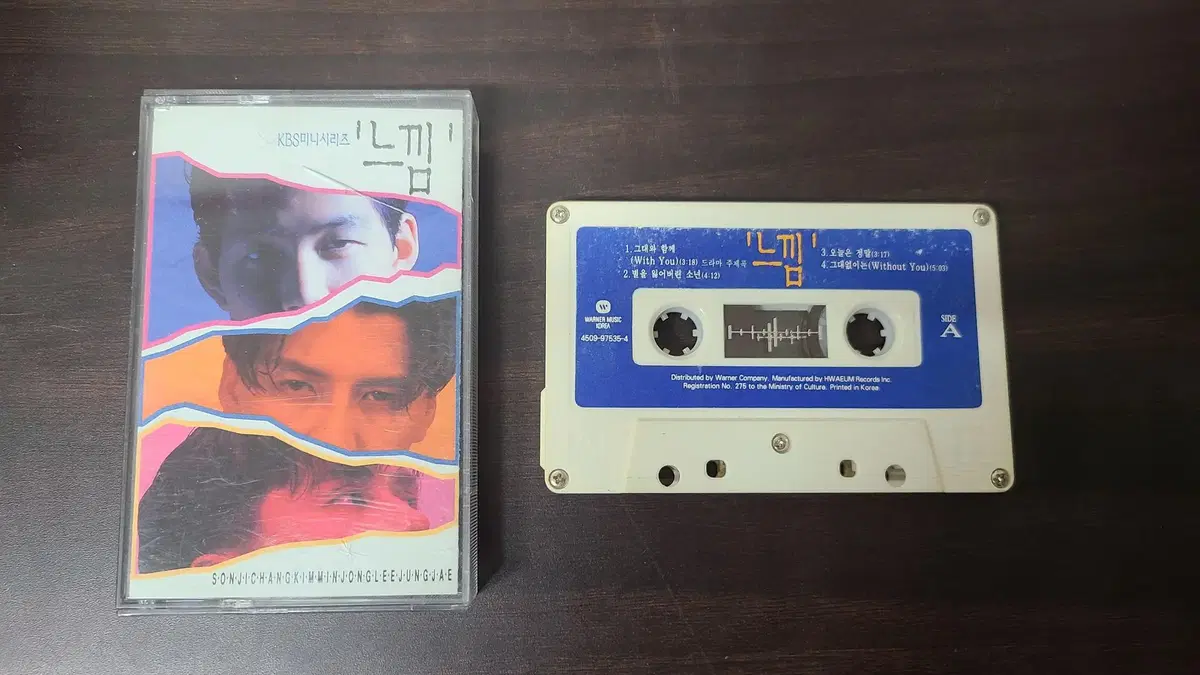 KBS미니시리즈
'느낌'
S·O·N·J·I·C·H·A·N·G·K·I·M·M·I·N·J·O·N·G·L·E·E·J·U·N·G·J·A·E
'느낌'
1.그대와 함께
(With You)(3:18) 드라마 주제곡
2.별을 잃어버린 소년(4:12)
3.오늘은 정말(3:17)
4.그대없이는(Without You)(5:03)
WARNER MUSIC
KOREA
4509-97535-4
SIDE
A
Distributed by Warner Company, Manufactured by HWAEUM Records Inc.
Registration No. 275 to the Ministry of Culture. Printed in Korea.